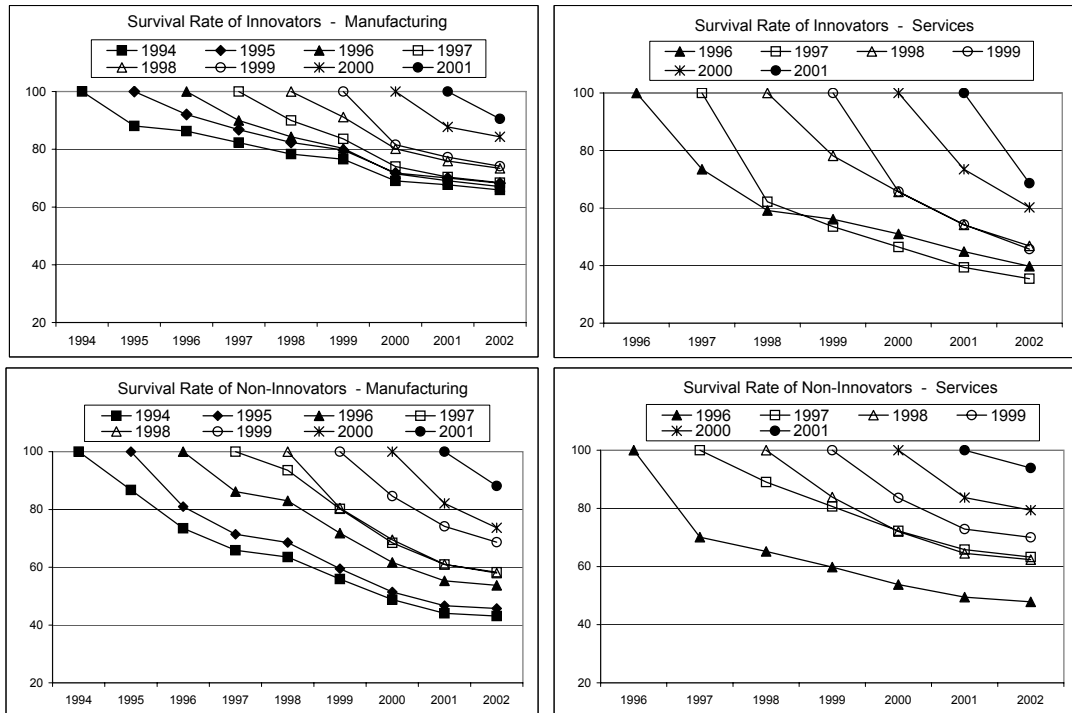 Survival Rate of Innovators - Manufacturing
1994 1995 1996 1997
1998 1999 2000 2001
100
80
60
40
20
1994 1995 1996 1997 1998 1999 2000 2001 2002
Survival Rate of Innovators - Services
1996 1997 1998 1999
2000 2001
100
80
60
40
20
1996 1997 1998 1999 2000 2001 2002
Survival Rate of Non-Innovators - Manufacturing
1994 1995 1996 1997
1998 1999 2000 2001
100
80
60
40
20
1994 1995 1996 1997 1998 1999 2000 2001 2002
Survival Rate of Non-Innovators - Services
1996 1997 1998 1999
2000 2001
100
80
60
40
20
1996 1997 1998 1999 2000 2001 2002